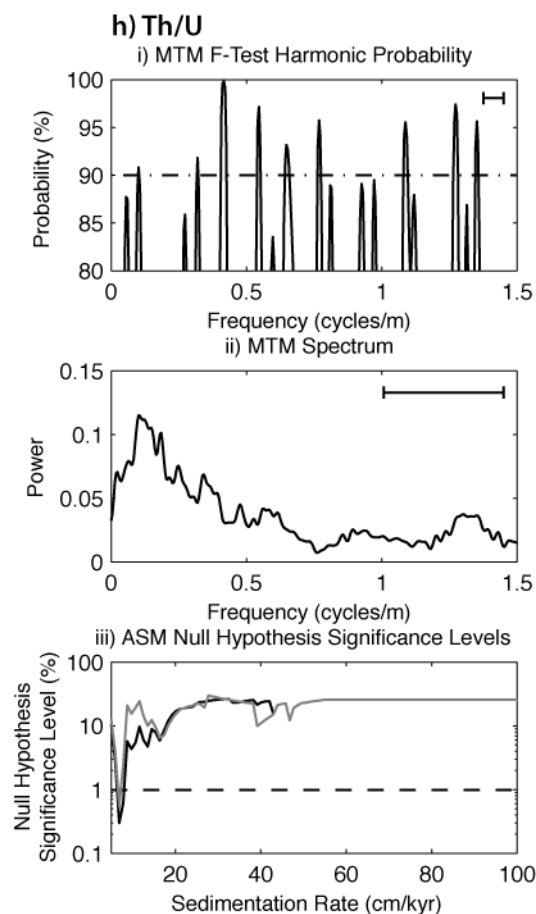 h) Th/U
i) MTM F-Test Harmonic Probability
Probability (%)
100
95
90
85
80
0
0.5
1
1.5
Frequency (cycles/m)
ii) MTM Spectrum
Power
0.15
0.1
0.05
0
0
0.5
1
1.5
Frequency (cycles/m)
iii) ASM Null Hypothesis Significance Levels
Null Hypothesis
Significance Level (%)
100
10
1
0.1
20
40
60
80
100
Sedimentation Rate (cm/kyr)